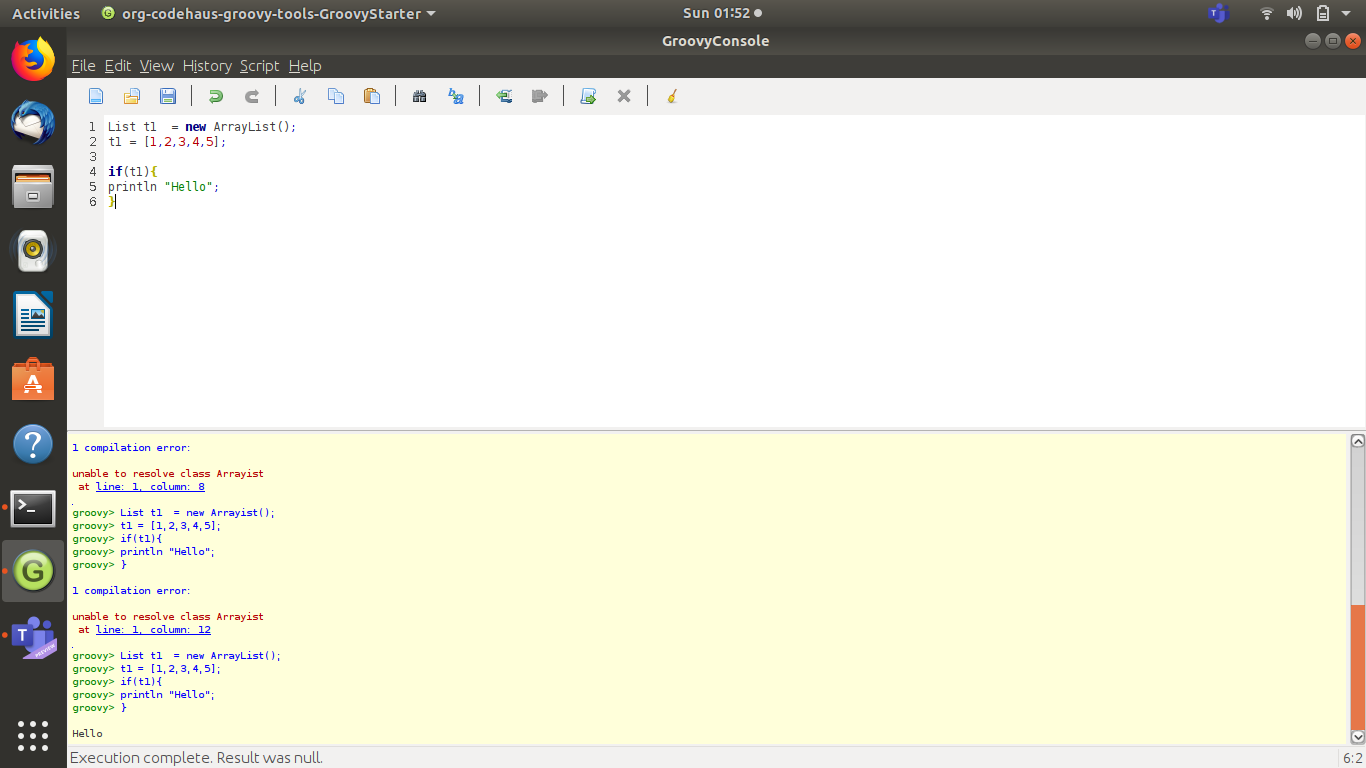 Activities org-codehaus-groovy-tools-GroovyStarter Sun 01:52
GroovyConsole
File Edit View History Script Help
1 List t1  = new ArrayList();
2 t1 = [1,2,3,4,5];
3
4 if(t1){
5 println "Hello";
6 }
1 compilation error:
unable to resolve class Arrayist
at line: 1, column: 8
.
groovy> List t1  = new Arrayist();
groovy> t1 = [1,2,3,4,5];
groovy> if(t1){
groovy> println "Hello";
groovy> }
1 compilation error:
unable to resolve class Arrayist
at line: 1, column: 12
.
groovy> List t1  = new ArrayList();
groovy> t1 = [1,2,3,4,5];
groovy> if(t1){
groovy> println "Hello";
groovy> }
Hello
Execution complete. Result was null. 6:2